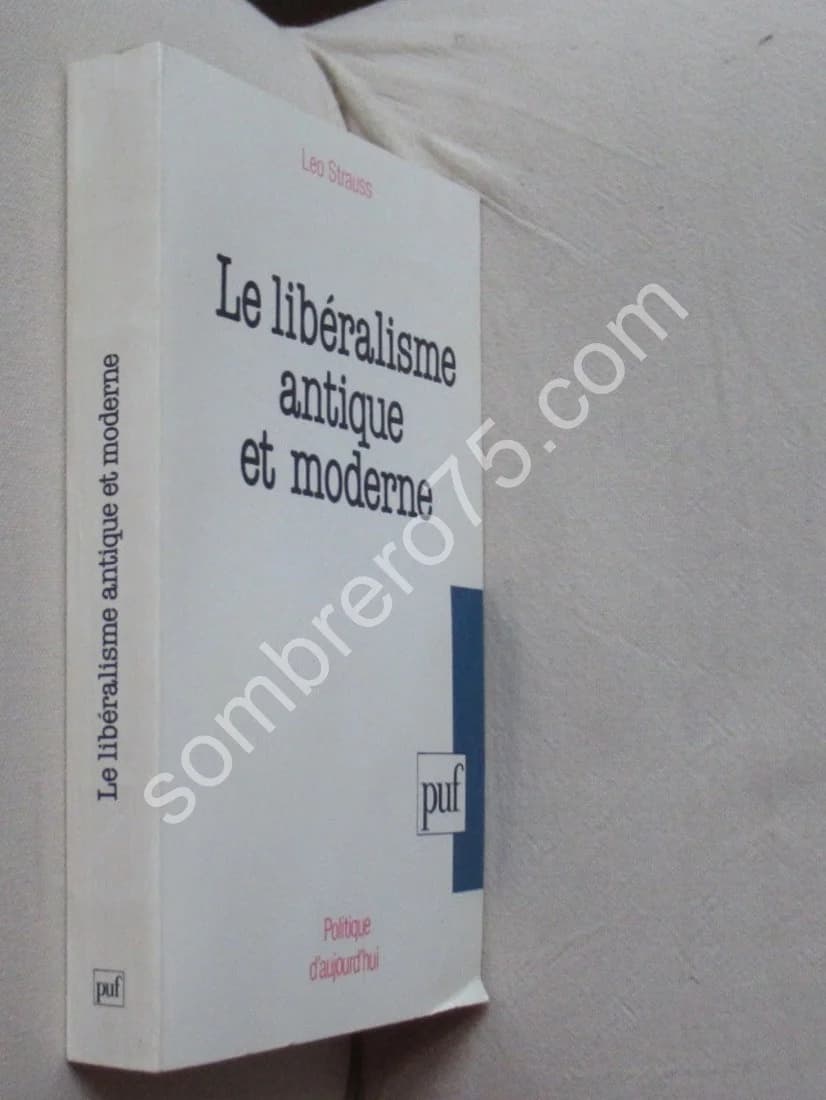 Leo Strauss
Le libéralisme
antique
et moderne
puf
Politique
d'aujourd'hui
Le libéralisme antique et moderne
puf
sombrero75.com